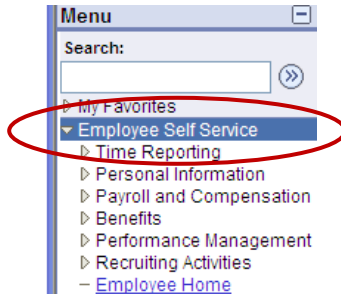 Menu
Search:
My Favorites
Employee Self Service
Time Reporting
Personal Information
Payroll and Compensation
Benefits
Performance Management
Recruiting Activities
Employee Home